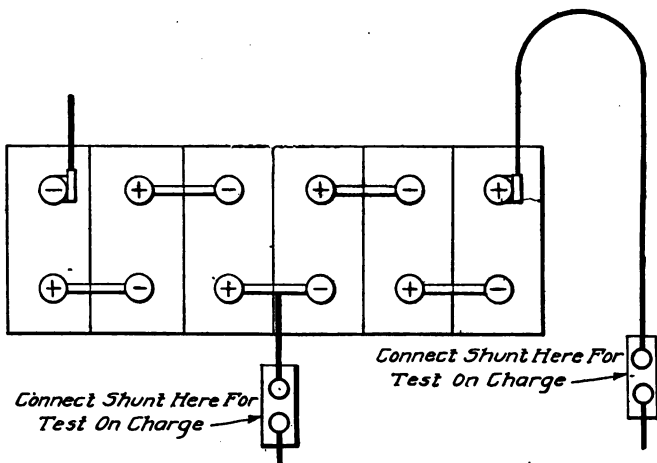 − + − + − +
+ − + − + −
Connect Shunt Here For
Test On Charge
Connect Shunt Here For
Test On Charge